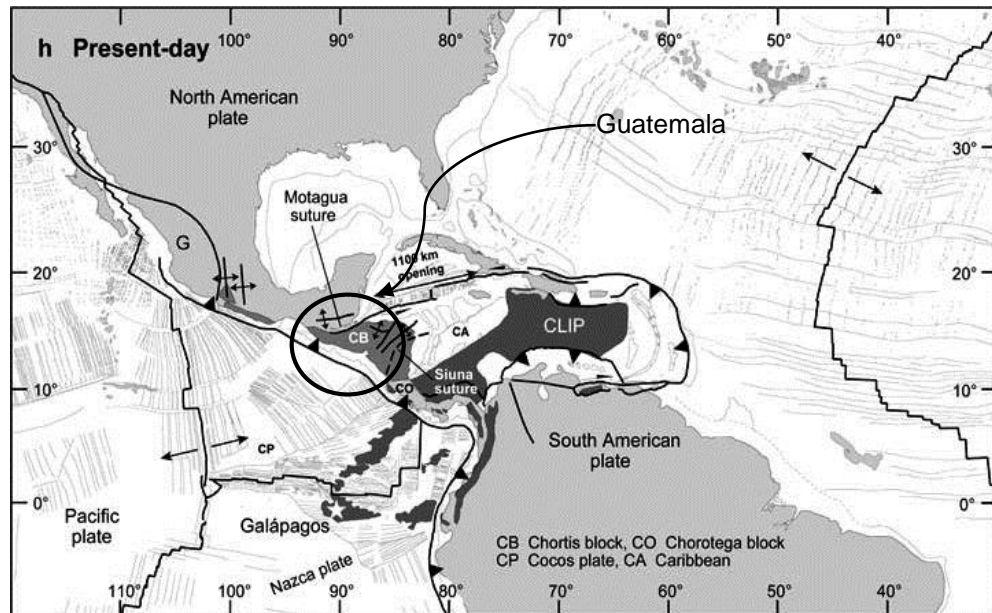 100° 90° 80° 70° 60° 50° 40°
h Present-day
North American
plate
Guatemala
30° 30°
Motagua
suture
G
1100 km
opening
20° 20°
CB
CA
CLIP
Siuna
suture
CO
10° 10°
South American
plate
CP
0° 0°
Pacific
plate
Galápagos
CB Chortis block, CO Chorotega block
CP Cocos plate, CA Caribbean
Nazca plate
110° 100° 90° 80° 70° 60° 50° 40°